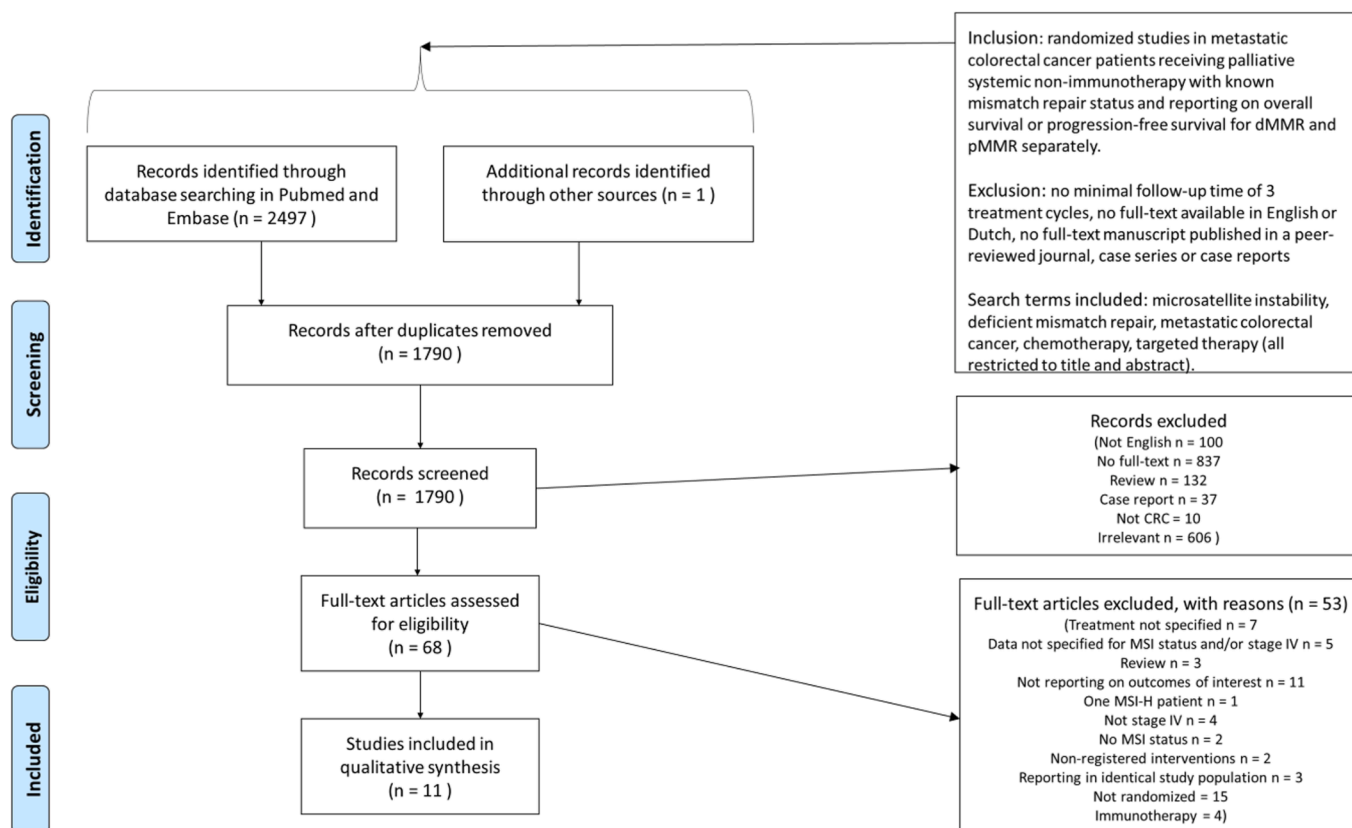 Inclusion: randomized studies in metastatic
colorectal cancer patients receiving palliative
systemic non-immunotherapy with known
mismatch repair status and reporting on overall
survival or progression-free survival for dMMR and
pMMR separately.
Exclusion: no minimal follow-up time of 3
treatment cycles, no full-text available in English or
Dutch, no full-text manuscript published in a peer-
reviewed journal, case series or case reports
Search terms included: microsatellite instability,
deficient mismatch repair, metastatic colorectal
cancer, chemotherapy, targeted therapy (all
restricted to title and abstract).
Identification
Records identified through
database searching in Pubmed and
Embase (n = 2497 )
Additional records identified
through other sources (n = 1 )
Screening
Records after duplicates removed
(n = 1790 )
Records screened
(n = 1790 )
Records excluded
(Not English n = 100
No full-text n = 837
Review n = 132
Case report n = 37
Not CRC = 10
Irrelevant n = 606 )
Eligibility
Full-text articles assessed
for eligibility
(n = 68 )
Full-text articles excluded, with reasons (n = 53)
(Treatment not specified n = 7
Data not specified for MSI status and/or stage IV n = 5
Review n = 3
Not reporting on outcomes of interest n = 11
One MSI-H patient n = 1
Not stage IV n = 4
No MSI status n = 2
Non-registered interventions n = 2
Reporting in identical study population n = 3
Not randomized = 15
Immunotherapy = 4)
Included
Studies included in
qualitative synthesis
(n = 11 )